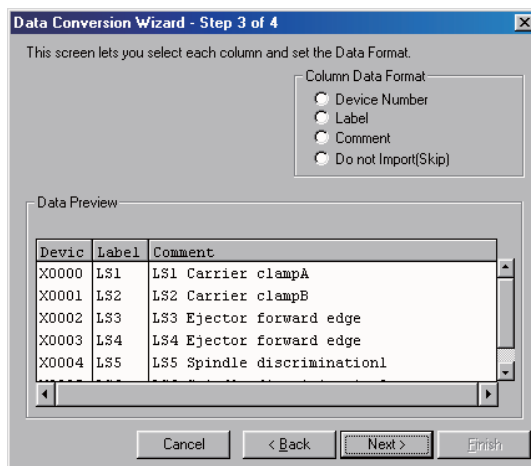 Data Conversion Wizard - Step 3 of 4
This screen lets you select each column and set the Data Format.
Column Data Format
Device Number
Label
Comment
Do not Import(Skip)
Data Preview
Devic Label Comment
X0000 LS1 LS1 Carrier clampA
X0001 LS2 LS2 Carrier clampB
X0002 LS3 LS3 Ejector forward edge
X0003 LS4 LS4 Ejector forward edge
X0004 LS5 LS5 Spindle discrimination1
Cancel < Back Next > Finish